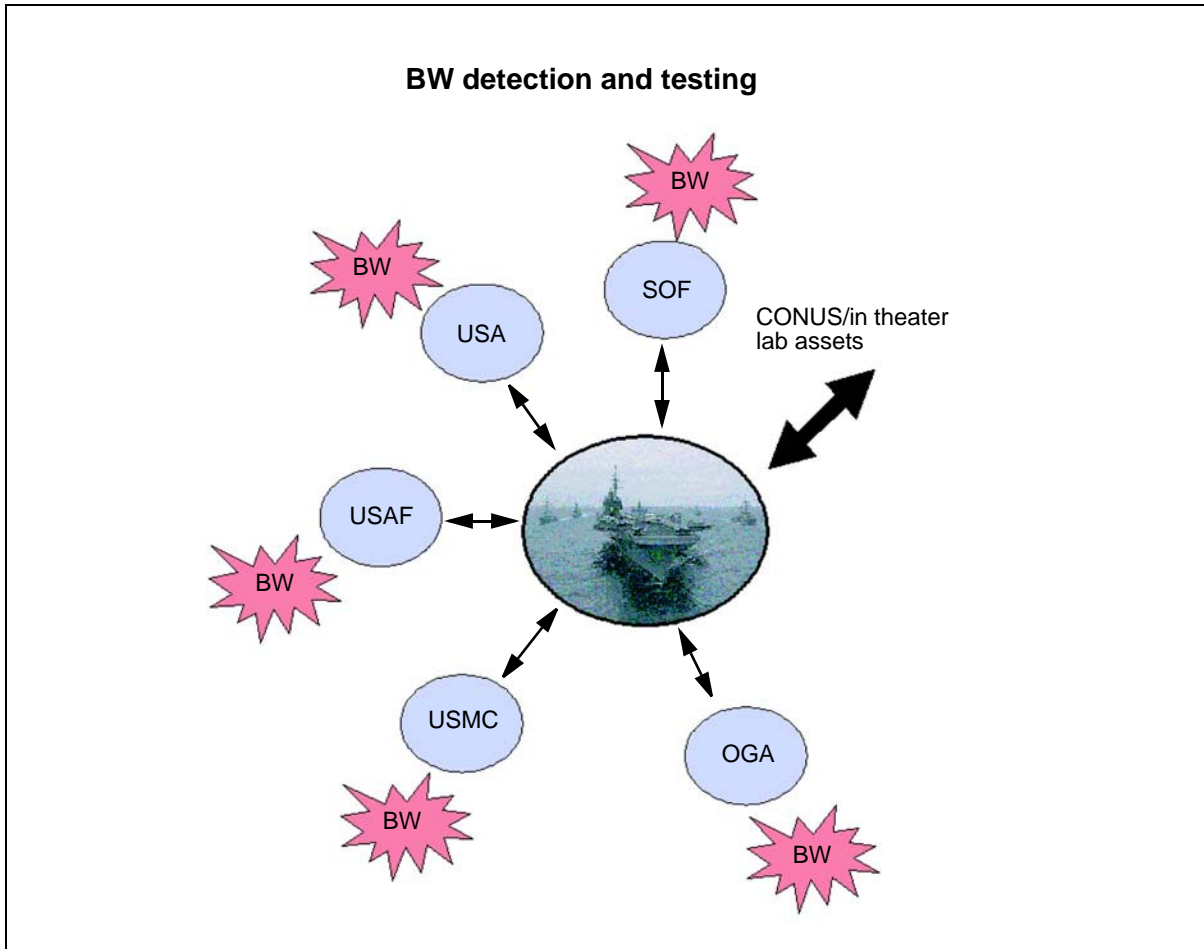 BW detection and testing
BW
BW
SOF
USA
CONUS/in theater
lab assets
USAF
BW
USMC
OGA
BW
BW